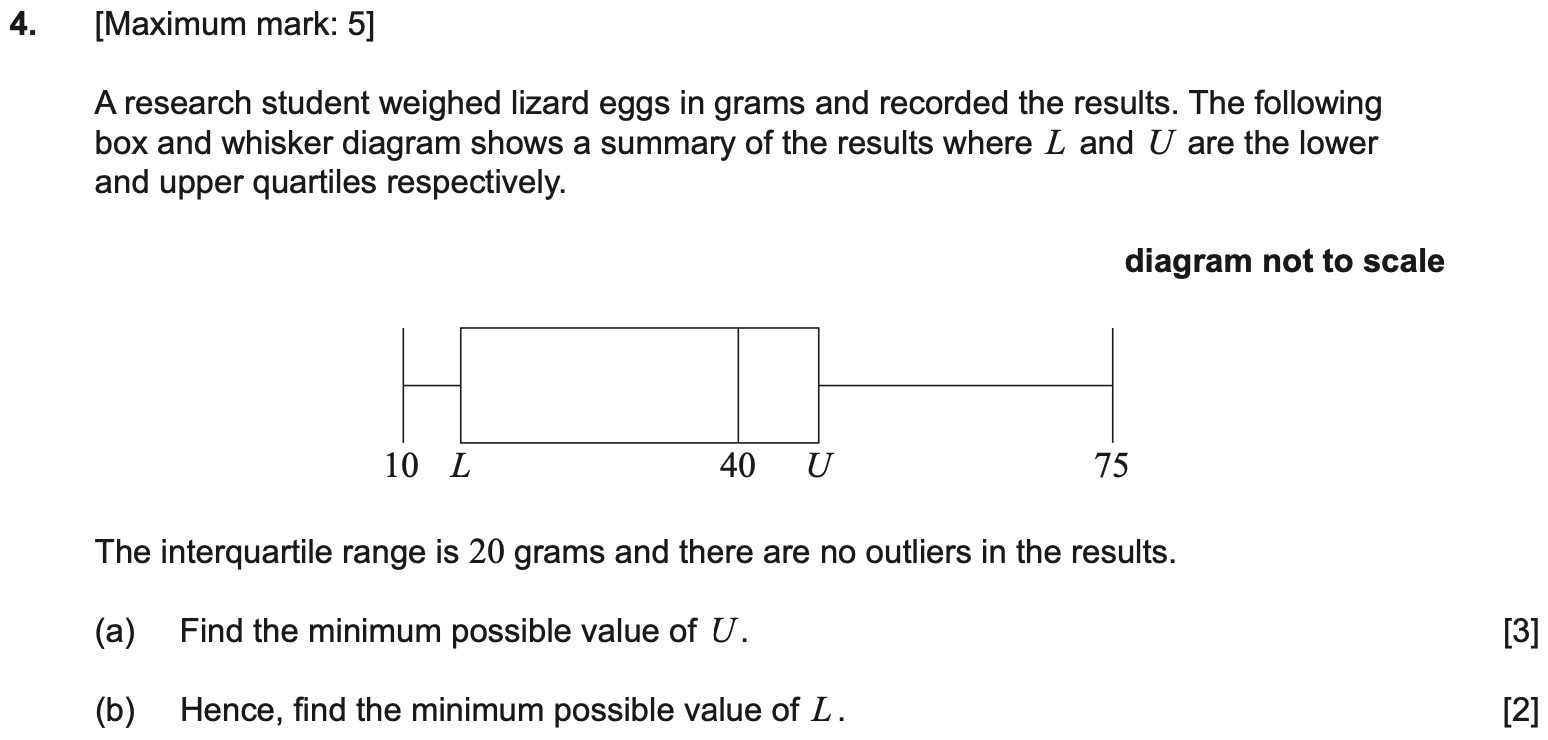 4. [Maximum mark: 5]
A research student weighed lizard eggs in grams and recorded the results. The following
box and whisker diagram shows a summary of the results where L and U are the lower
and upper quartiles respectively.
diagram not to scale
10 L 40 U 75
The interquartile range is 20 grams and there are no outliers in the results.
(a) Find the minimum possible value of U. [3]
(b) Hence, find the minimum possible value of L. [2]